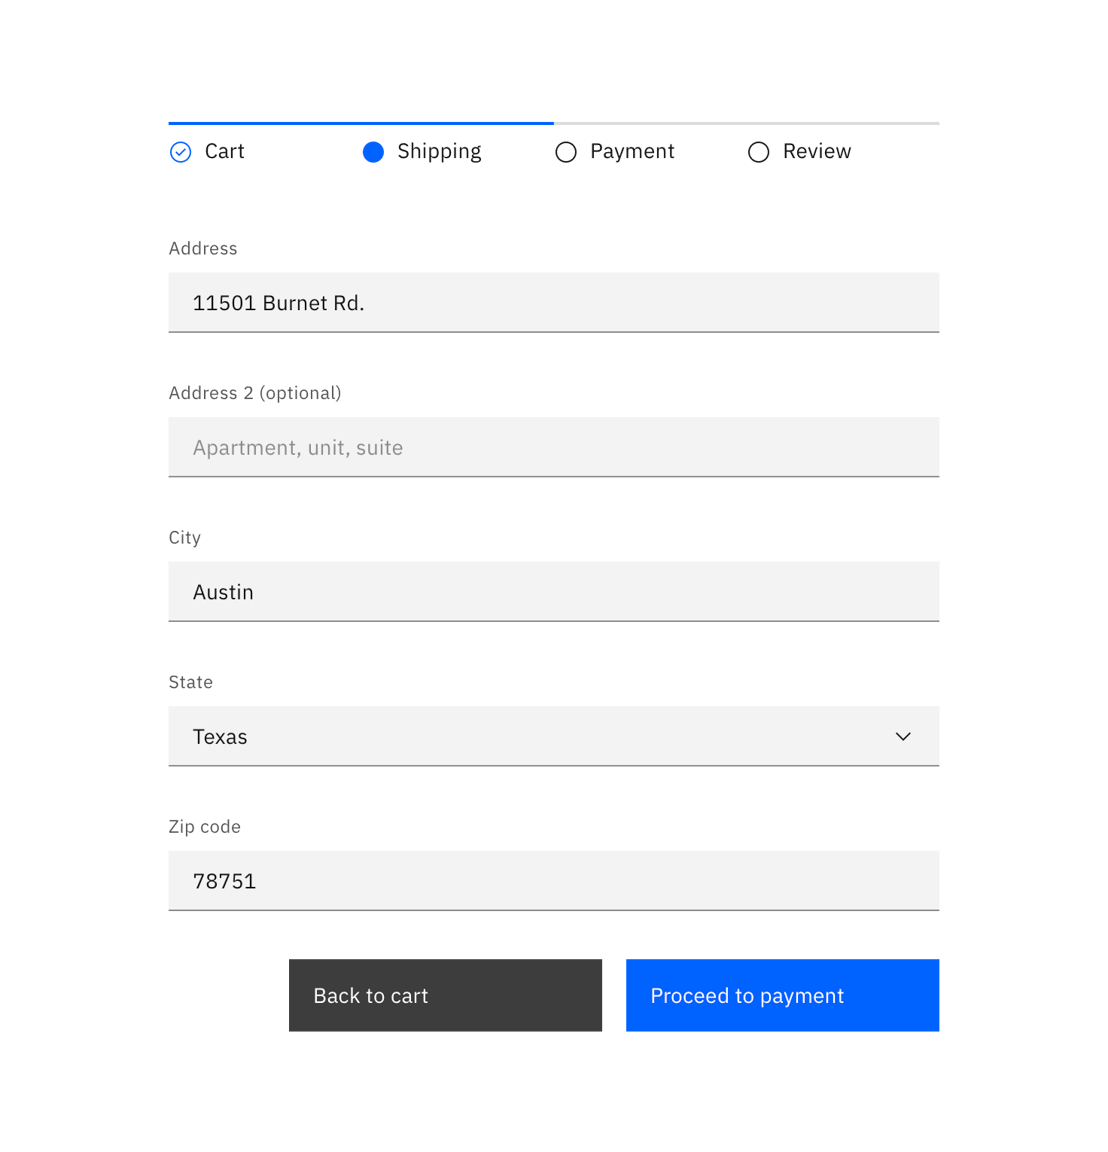 Cart Shipping Payment Review
Address
11501 Burnet Rd.
Address 2 (optional)
Apartment, unit, suite
City
Austin
State
Texas
Zip code
78751
Back to cart Proceed to payment